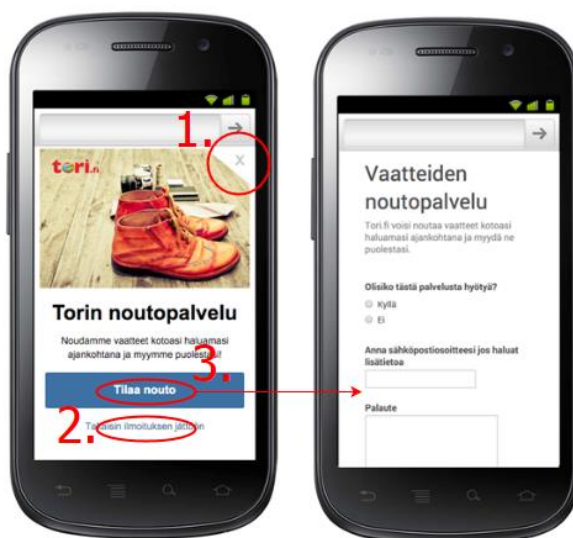 1.
→
X
tori.fi
Torin noutopalvelu
Noudamme vaatteet kotoasi haluamasi
ajankohtana ja myymme puolestasi!
3.
Tilaa nouto
2.
Takaisin ilmoituksen jättöön
→
Vaatteiden
noutopalvelu
Tori.fi voisi noutaa vaatteet kotoasi
haluamasi ajankohtana ja myydä ne
puolestasi.
Olisiko tästä palvelusta hyötyä?
Kyllä
Ei
Anna sähköpostiosoitteesi jos haluat
lisätietoa
Palaute